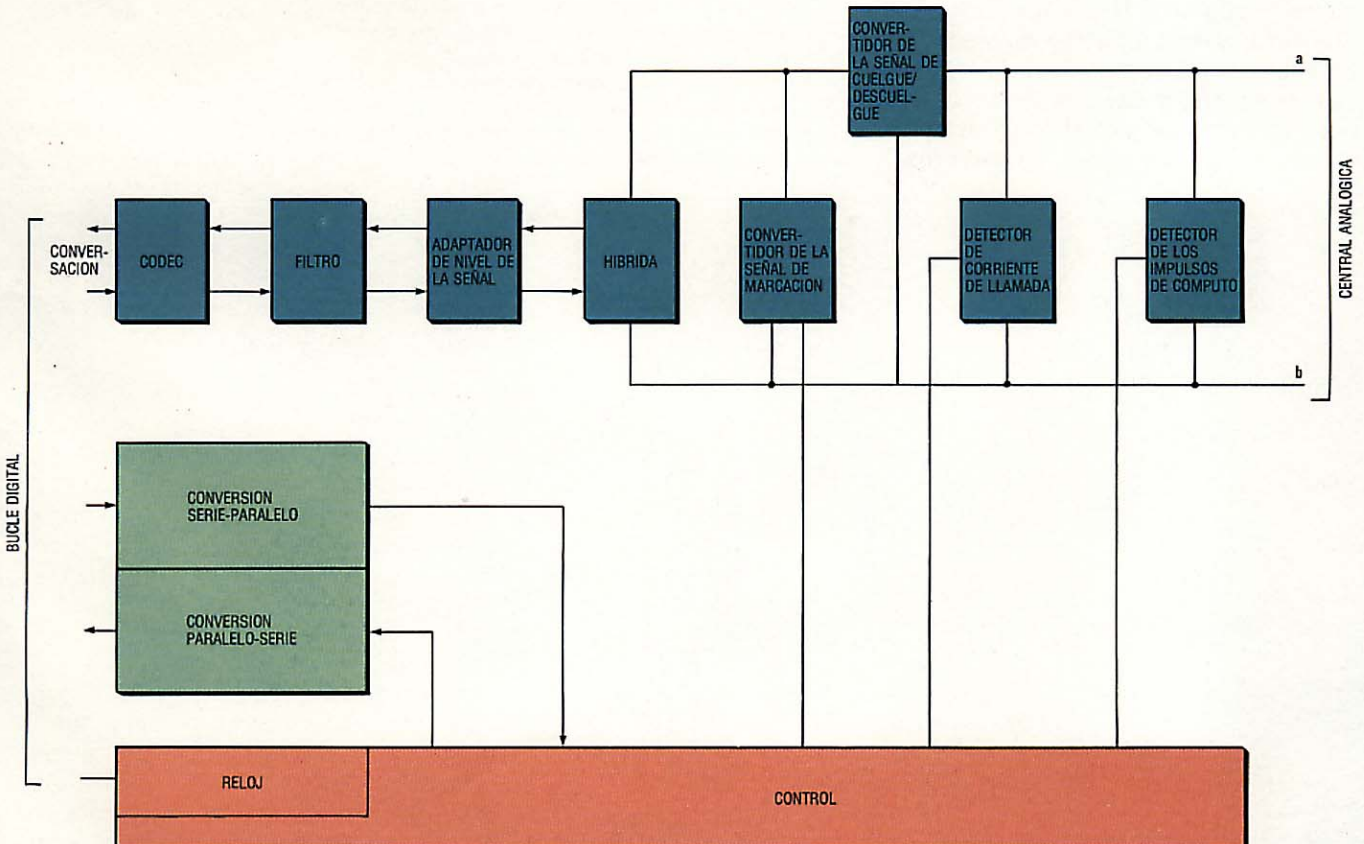 CONVER-
TIDOR DE
LA SEÑAL DE
CUELGUE/
DESCUEL-
GUE
a
CENTRAL ANALOGICA
CONVER-
SACION
CODEC
FILTRO
ADAPTADOR
DE NIVEL DE
LA SEÑAL
HIBRIDA
CONVER-
TIDOR DE LA
SEÑAL DE
MARCACION
DETECTOR
DE
CORRIENTE
DE LLAMADA
DETECTOR
DE LOS
IMPULSOS
DE COMPUTO
b
BUCLE DIGITAL
CONVERSION
SERIE-PARALELO
CONVERSION
PARALELO-SERIE
RELOJ
CONTROL